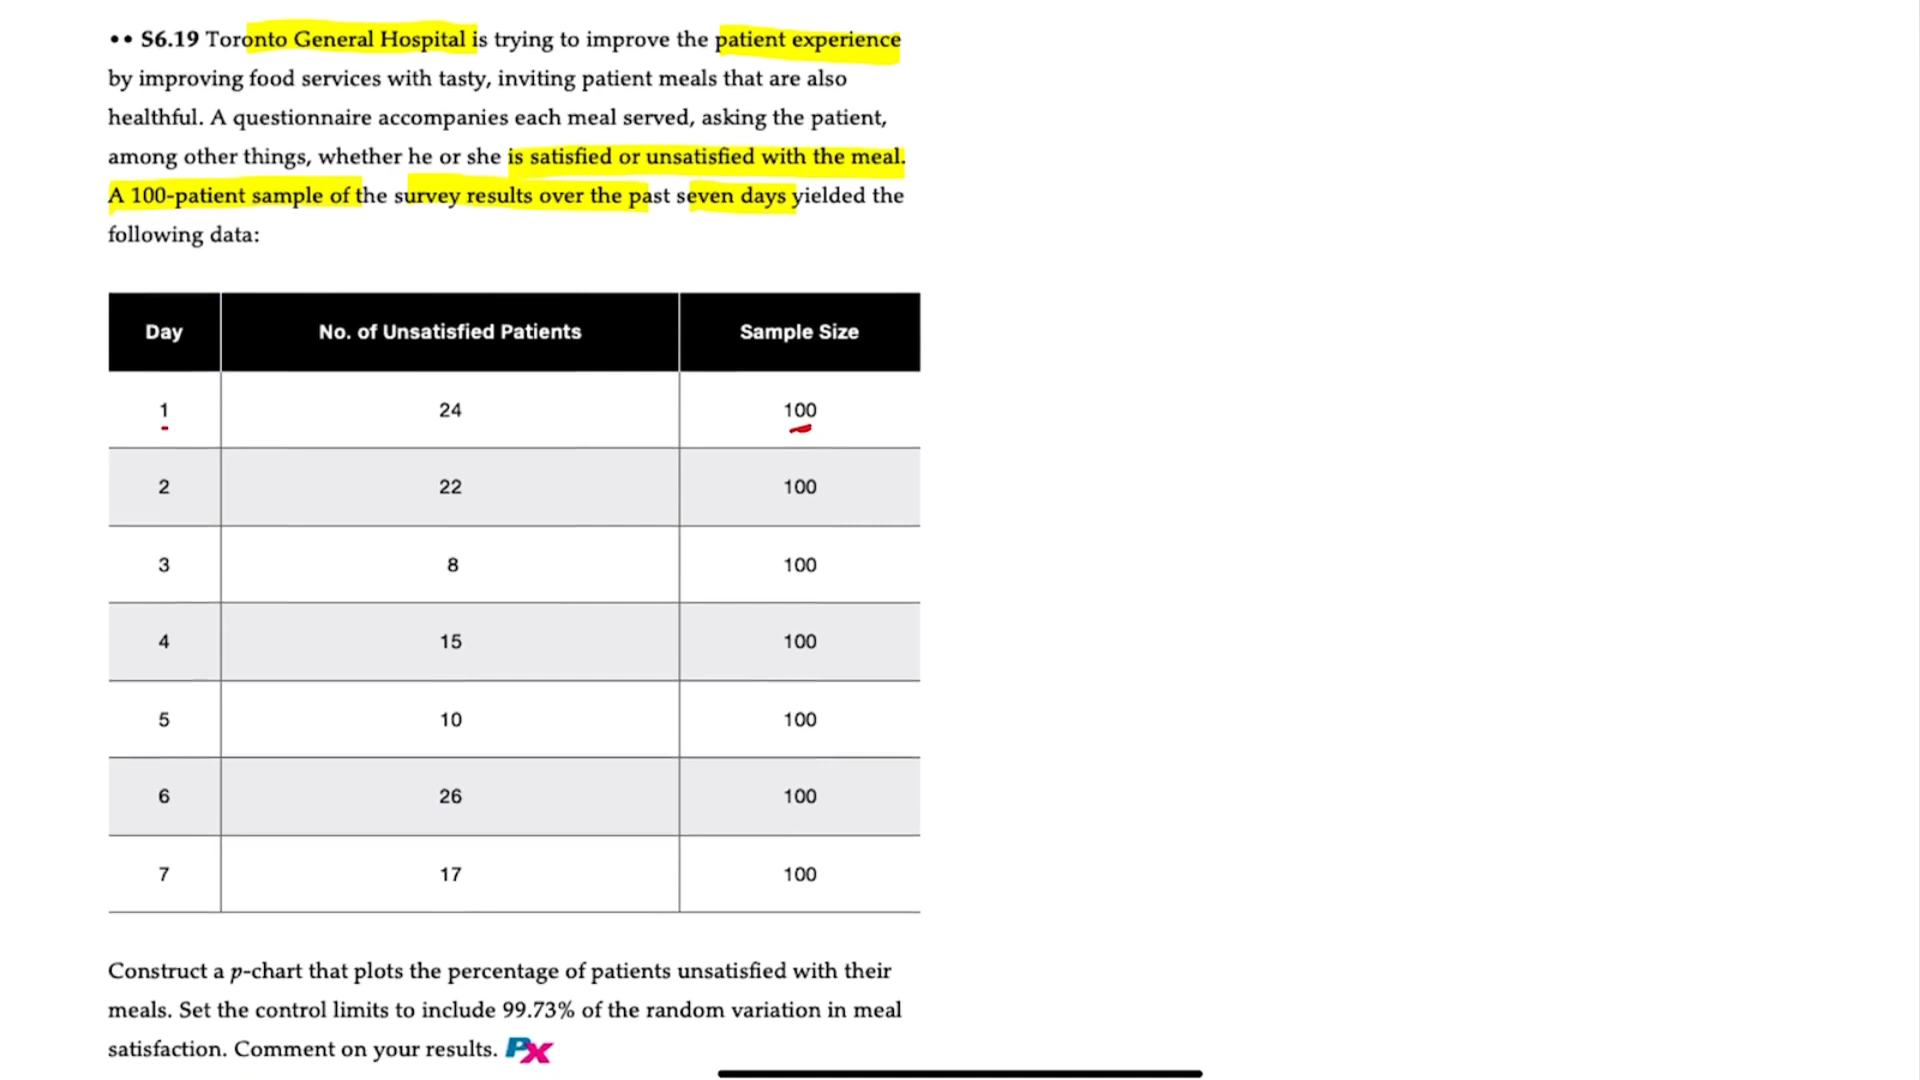 •• S6.19 Toronto General Hospital is trying to improve the patient experience
by improving food services with tasty, inviting patient meals that are also
healthful. A questionnaire accompanies each meal served, asking the patient,
among other things, whether he or she is satisfied or unsatisfied with the meal.
A 100-patient sample of the survey results over the past seven days yielded the
following data:
Day No. of Unsatisfied Patients Sample Size
1 24 100
2 22 100
3 8 100
4 15 100
5 10 100
6 26 100
7 17 100
Construct a p-chart that plots the percentage of patients unsatisfied with their
meals. Set the control limits to include 99.73% of the random variation in meal
satisfaction. Comment on your results. PX